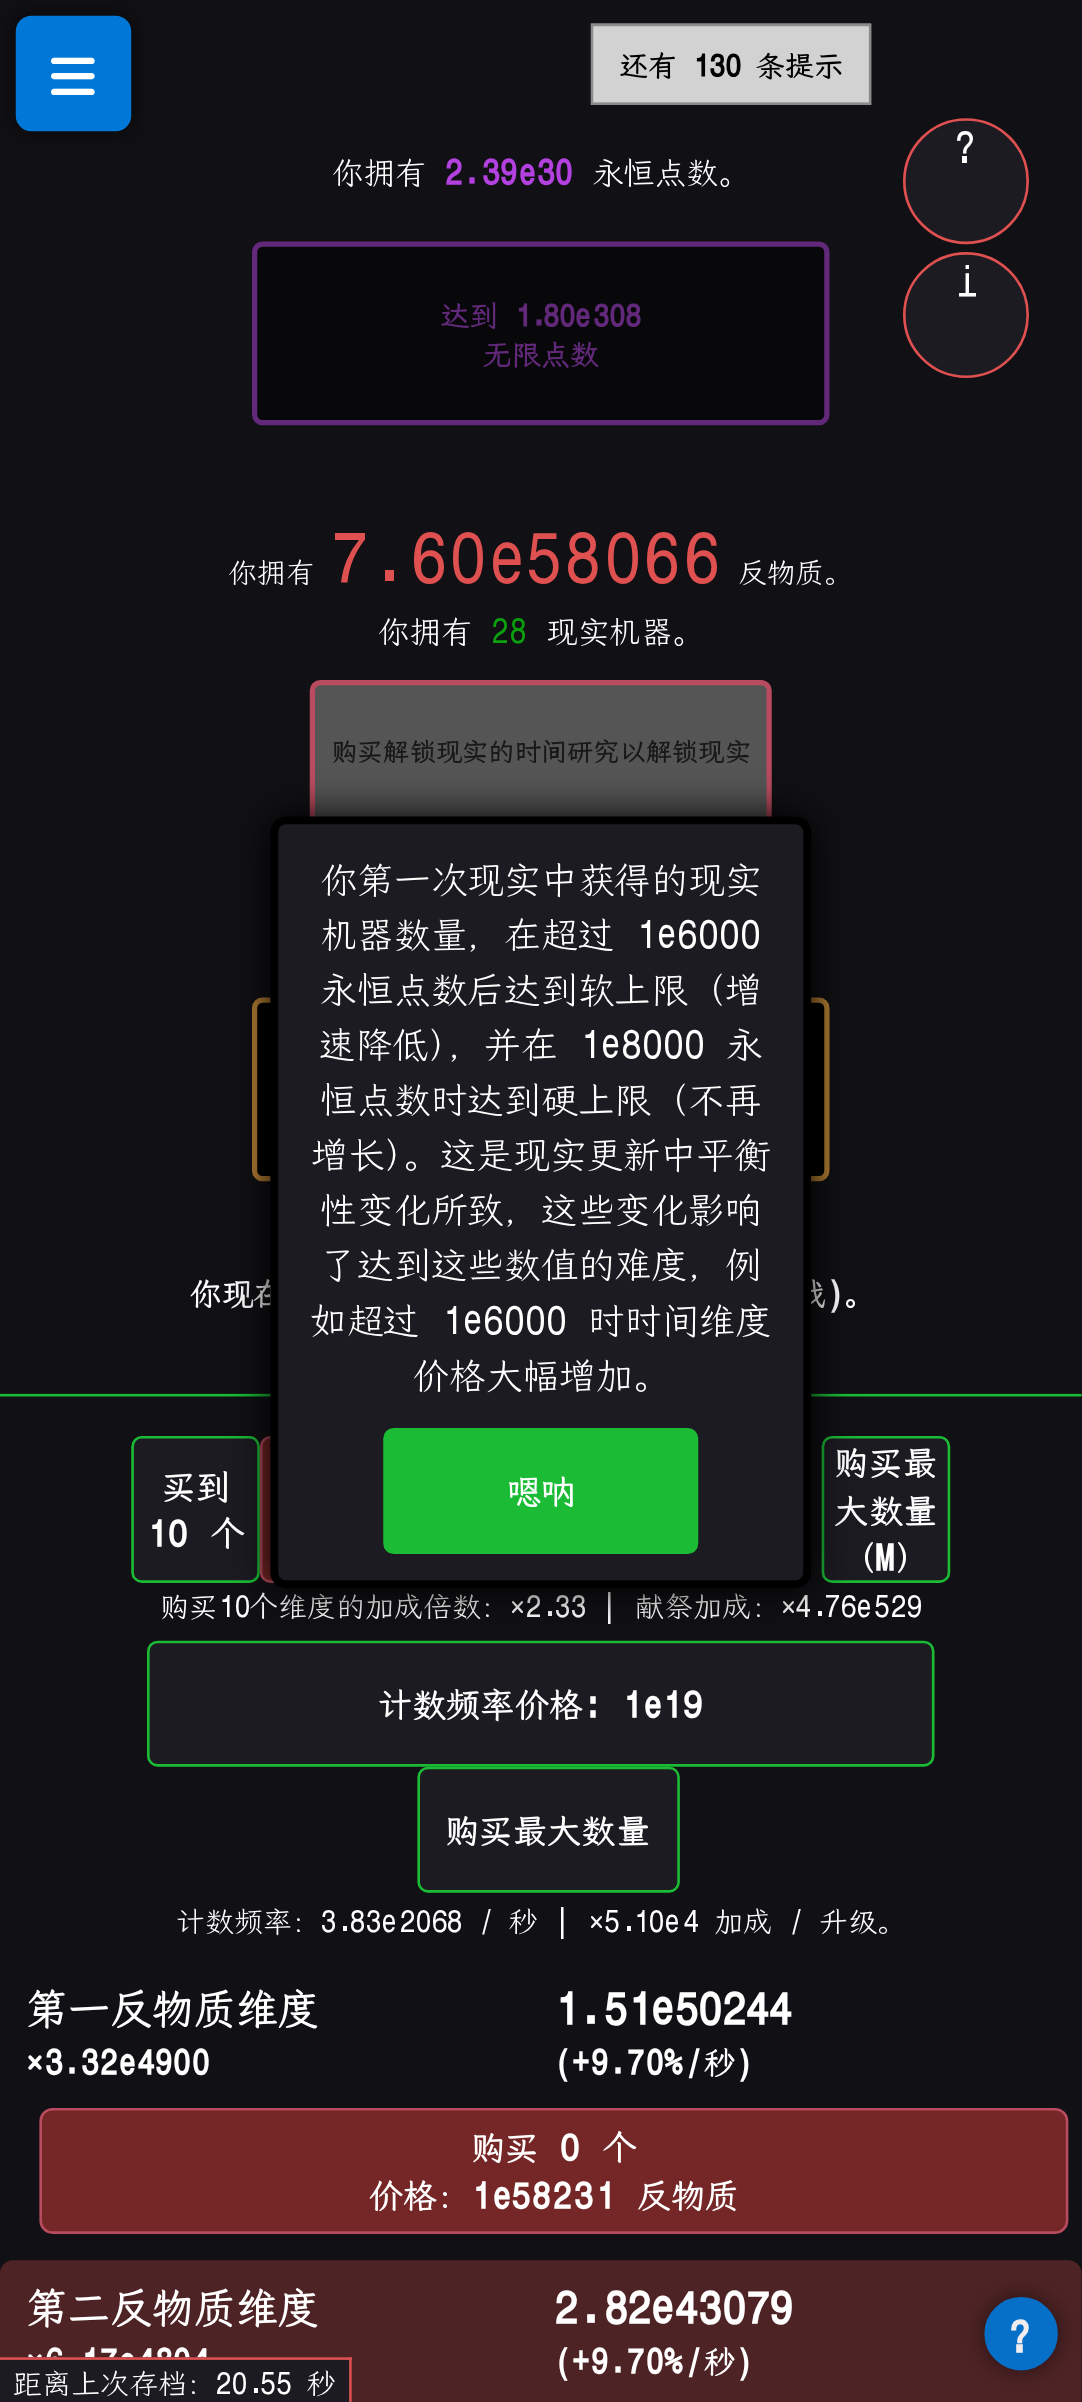 还有 130 条提示
?
你拥有 2.39e30 永恒点数。
i
达到 1.80e308
无限点数
你拥有 7.60e58066 反物质。
你拥有 28 现实机器。
购买解锁现实的时间研究以解锁现实
你第一次现实中获得的现实
机器数量, 在超过 1e6000
永恒点数后达到软上限 (增
速降低), 并在 1e8000 永
恒点数时达到硬上限 (不再
增长)。这是现实更新中平衡
性变化所致, 这些变化影响
了达到这些数值的难度, 例
如超过 1e6000 时时间维度
价格大幅增加。
嗯呐
你现在
)。
买到
10 个
购买最
大数量
(M)
购买10个维度的加成倍数: ×2.33 | 献祭加成: ×4.76e529
计数频率价格: 1e19
购买最大数量
计数频率: 3.83e2068 / 秒 | ×5.10e4 加成 / 升级。
第一反物质维度 1.51e50244
×3.32e4900 (+9.70%/秒)
购买 0 个
价格: 1e58231 反物质
第二反物质维度 2.82e43079
(+9.70%/秒)
?
距离上次存档: 20.55 秒